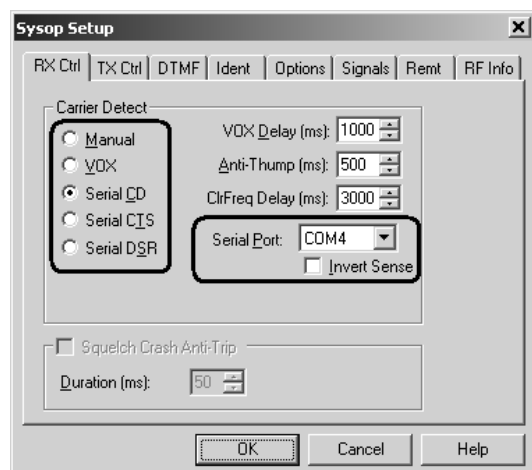 Sysop Setup
RX Ctrl TX Ctrl DTMF Ident Options Signals Remt RF Info
Carrier Detect
Manual
VOX
Serial CD
Serial CTS
Serial DSR
VOX Delay (ms): 1000
Anti-Thump (ms): 500
ClrFreq Delay (ms): 3000
Serial Port: COM4
Invert Sense
Squelch Crash Anti-Trip
Duration (ms): 50
OK Cancel Help